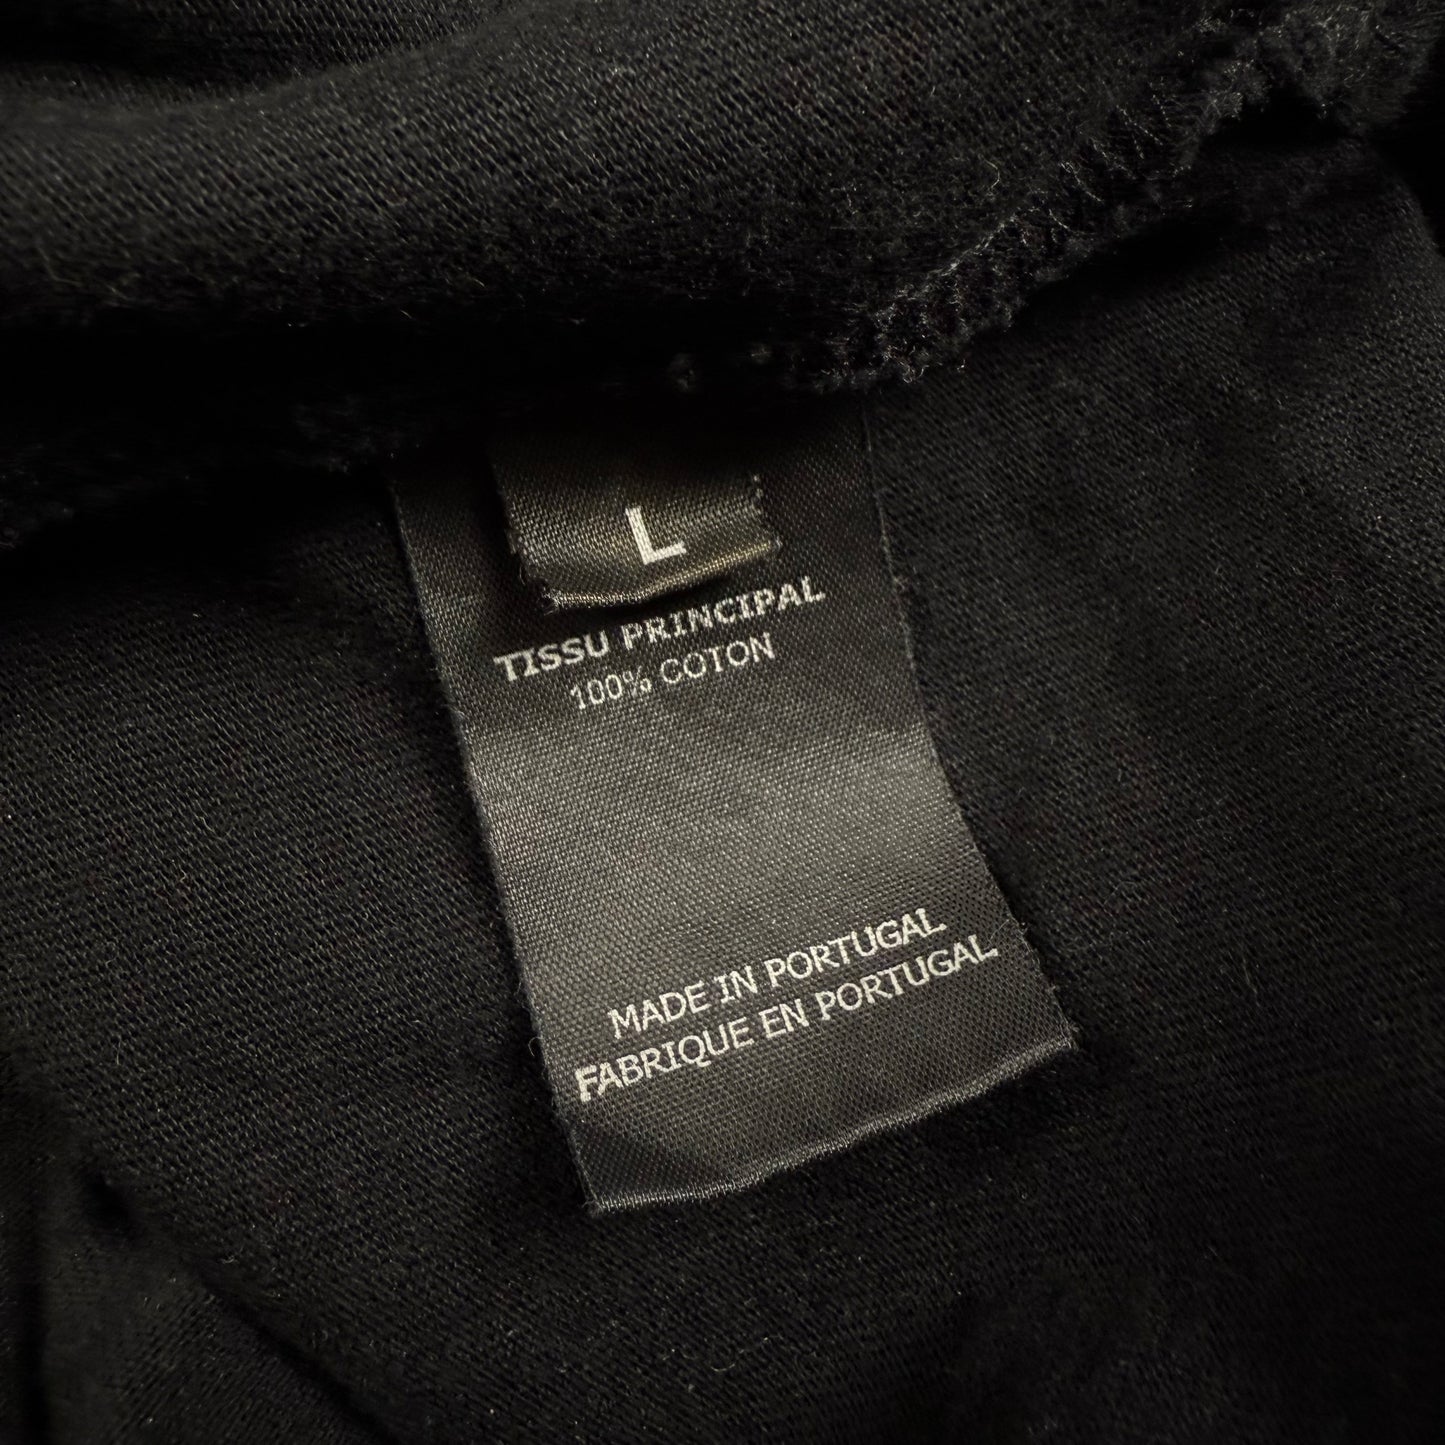 L
TISSU PRINCIPAL
100% COTON
MADE IN PORTUGAL
FABRIQUE EN PORTUGAL